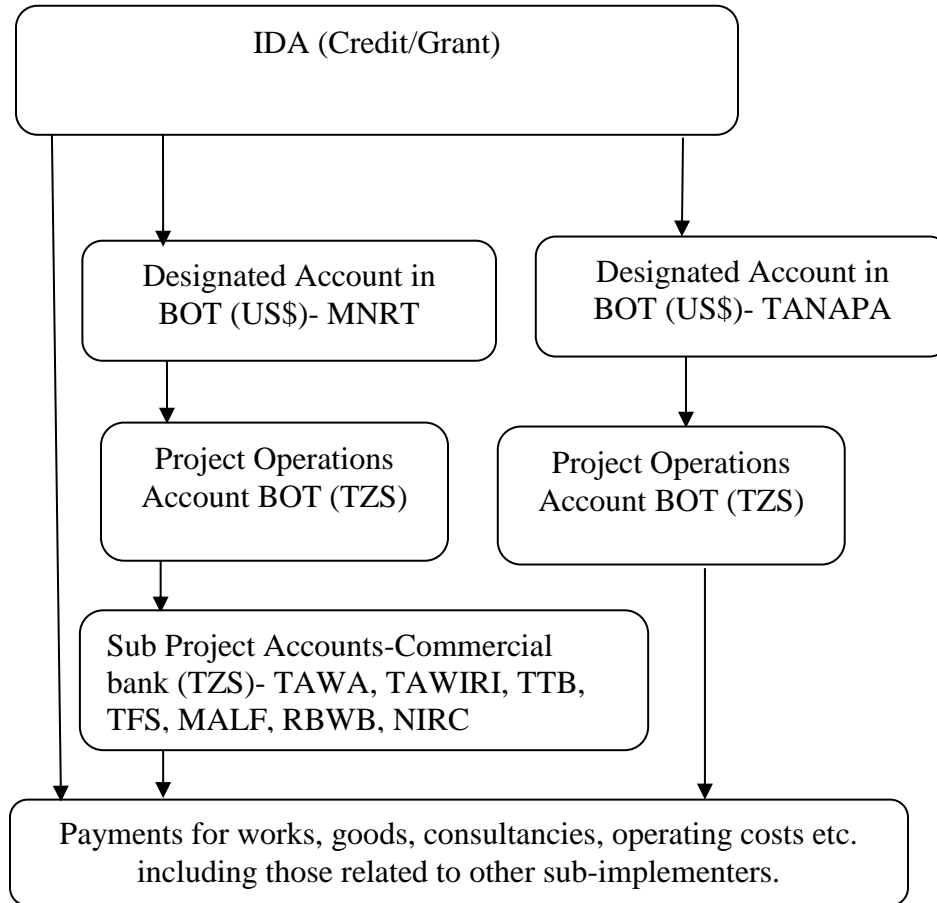 IDA (Credit/Grant)
Designated Account in
BOT (US$)- MNRT
Designated Account in
BOT (US$)- TANAPA
Project Operations
Account BOT (TZS)
Project Operations
Account BOT (TZS)
Sub Project Accounts-Commercial
bank (TZS)- TAWA, TAWIRI, TTB,
TFS, MALF, RBWB, NIRC
Payments for works, goods, consultancies, operating costs etc.
including those related to other sub-implementers.